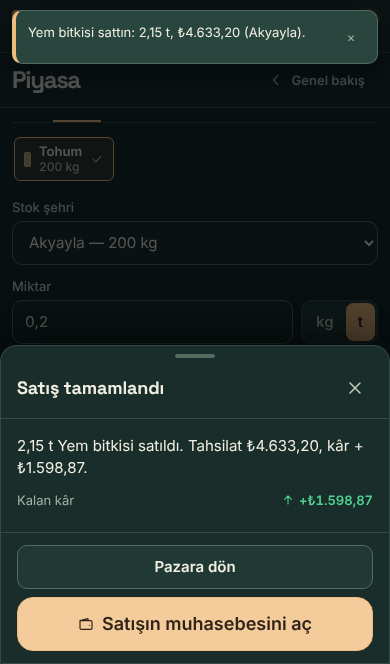 Yem bitkisi sattın: 2,15 t, ₺4.633,20 (Akyayla).
×
Piyasa
Genel bakış
Tohum
200 kg
Stok şehri
Akyayla — 200 kg
Miktar
0,2
kg
t
Satış tamamlandı
2,15 t Yem bitkisi satıldı. Tahsilat ₺4.633,20, kâr +
₺1.598,87.
Kalan kâr
↑ +₺1.598,87
Pazara dön
Satışın muhasebesini aç